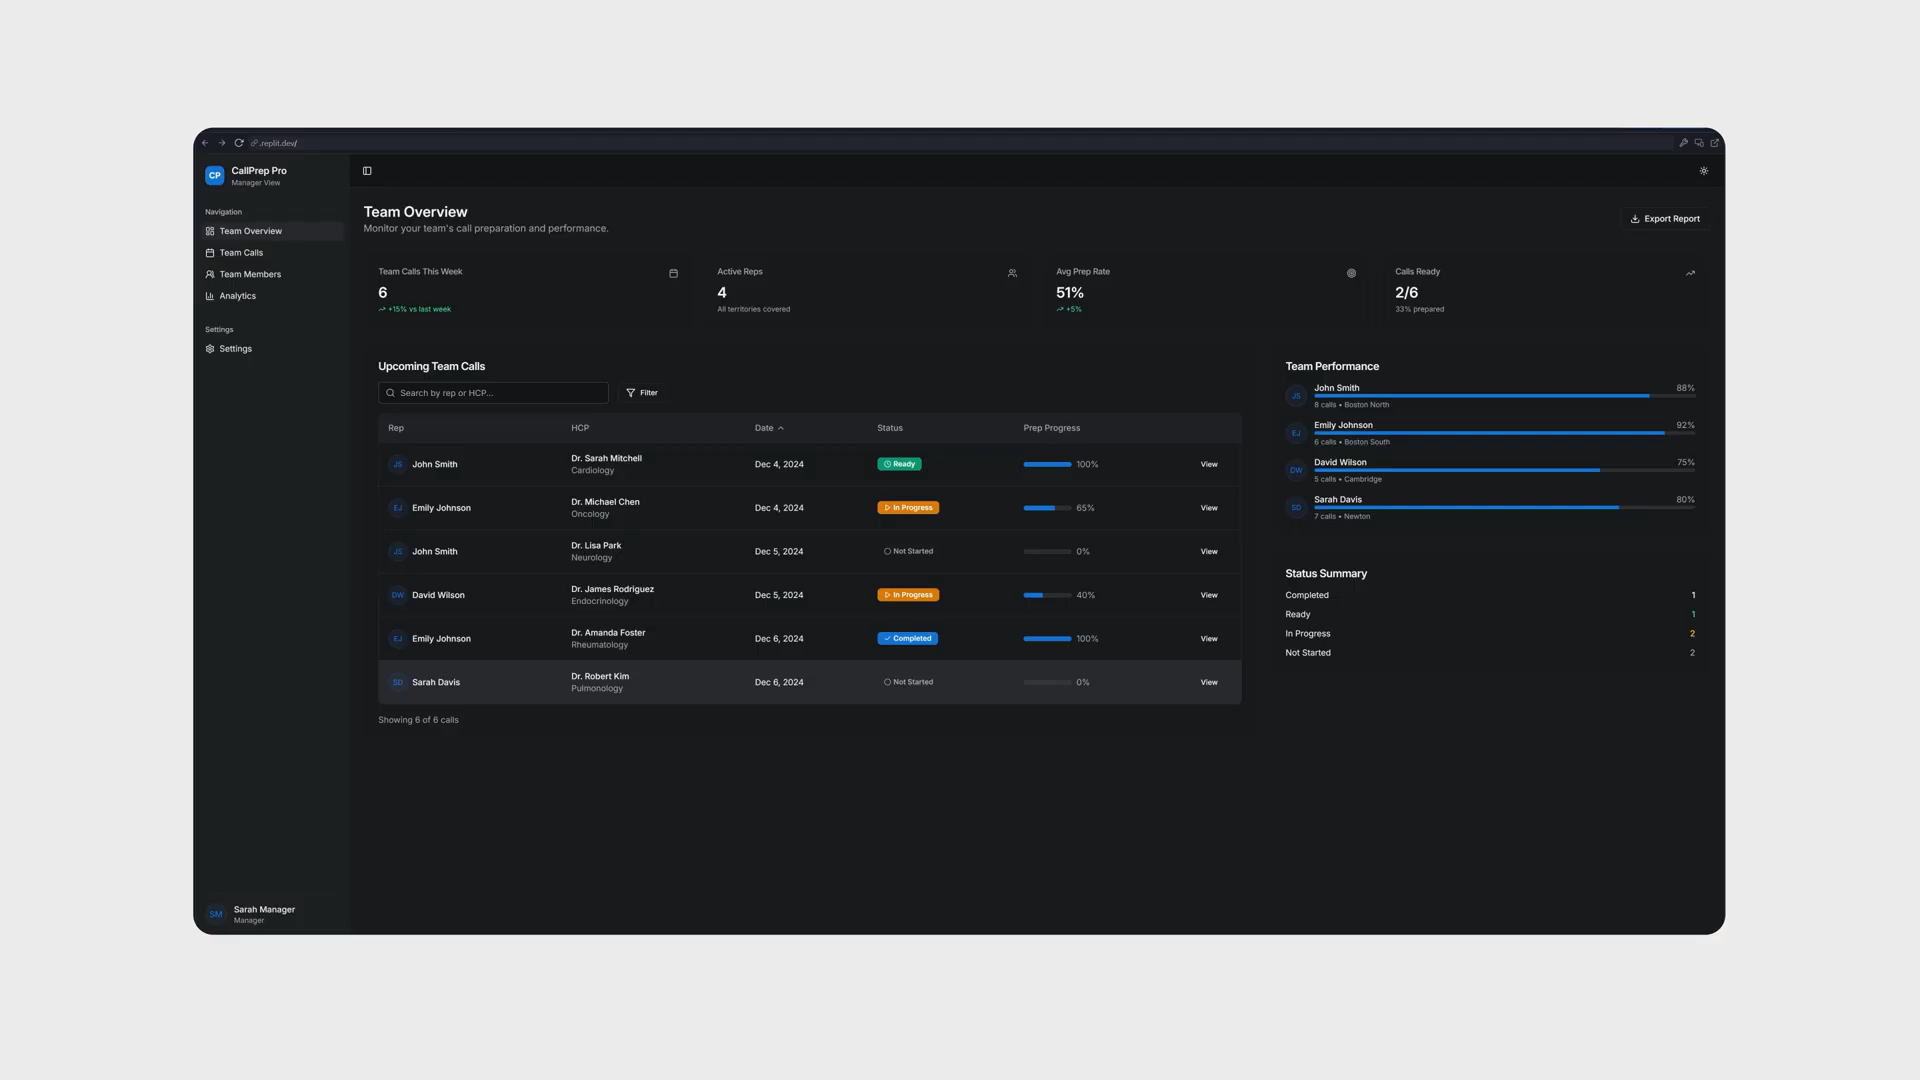 .replit.dev/
CP
CallPrep Pro
Manager View
Navigation
Team Overview
Team Calls
Team Members
Analytics
Settings
Settings
SM
Sarah Manager
Manager
Team Overview
Monitor your team's call preparation and performance.
Export Report
Team Calls This Week
6
+15% vs last week
Active Reps
4
All territories covered
Avg Prep Rate
51%
+5%
Calls Ready
2/6
33% prepared
Upcoming Team Calls
Search by rep or HCP...
Filter
Rep HCP Date Status Prep Progress
JS John Smith Dr. Sarah Mitchell Dec 4, 2024 Ready 100% View
Cardiology
EJ Emily Johnson Dr. Michael Chen Dec 4, 2024 In Progress 65% View
Oncology
JS John Smith Dr. Lisa Park Dec 5, 2024 Not Started 0% View
Neurology
DW David Wilson Dr. James Rodriguez Dec 5, 2024 In Progress 40% View
Endocrinology
EJ Emily Johnson Dr. Amanda Foster Dec 6, 2024 Completed 100% View
Rheumatology
SD Sarah Davis Dr. Robert Kim Dec 6, 2024 Not Started 0% View
Pulmonology
Showing 6 of 6 calls
Team Performance
JS John Smith 88%
8 calls • Boston North
EJ Emily Johnson 92%
6 calls • Boston South
DW David Wilson 75%
5 calls • Cambridge
SD Sarah Davis 80%
7 calls • Newton
Status Summary
Completed 1
Ready 1
In Progress 2
Not Started 2